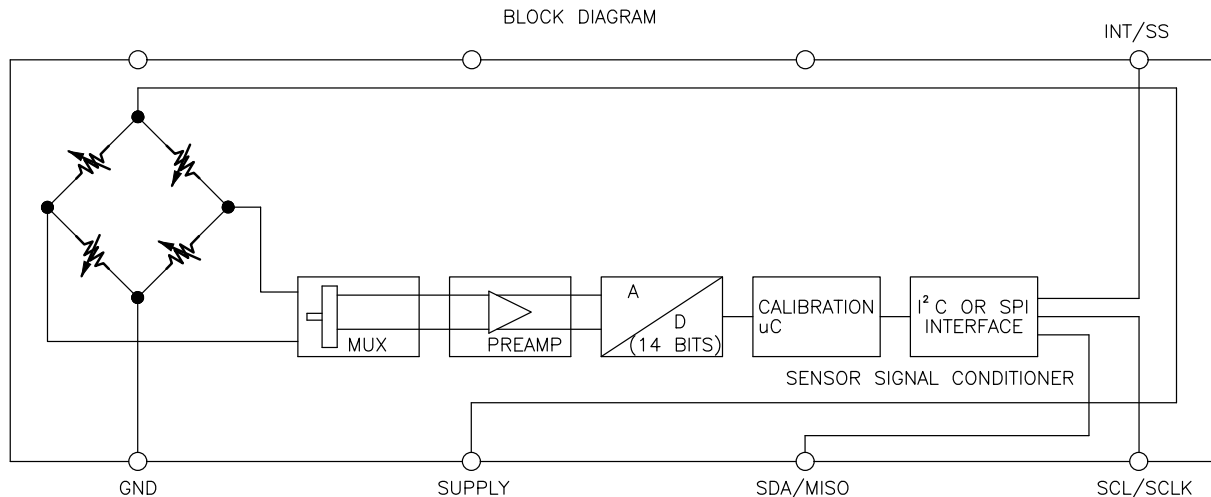 BLOCK DIAGRAM
INT/SS
A
D
(14 BITS)
MUX
PREAMP
CALIBRATION
uC
I²C OR SPI
INTERFACE
SENSOR SIGNAL CONDITIONER
GND
SUPPLY
SDA/MISO
SCL/SCLK